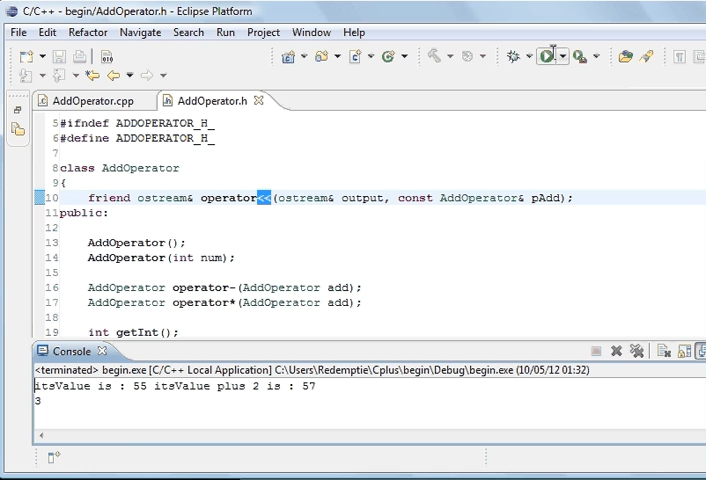 C/C++ - begin/AddOperator.h - Eclipse Platform
File Edit Refactor Navigate Search Run Project Window Help
AddOperator.cpp AddOperator.h
5 #ifndef ADDOPERATOR_H_
6 #define ADDOPERATOR_H_
7
8 class AddOperator
9 {
10 friend ostream& operator<<(ostream& output, const AddOperator& pAdd);
11 public:
12
13 AddOperator();
14 AddOperator(int num);
15
16 AddOperator operator-(AddOperator add);
17 AddOperator operator*(AddOperator add);
18
19 int getInt();
Console
<terminated> begin.exe [C/C++ Local Application] C:\Users\Redemptie\Cplus\begin\Debug\begin.exe (10/05/12 01:32)
itsValue is : 55 itsValue plus 2 is : 57
3